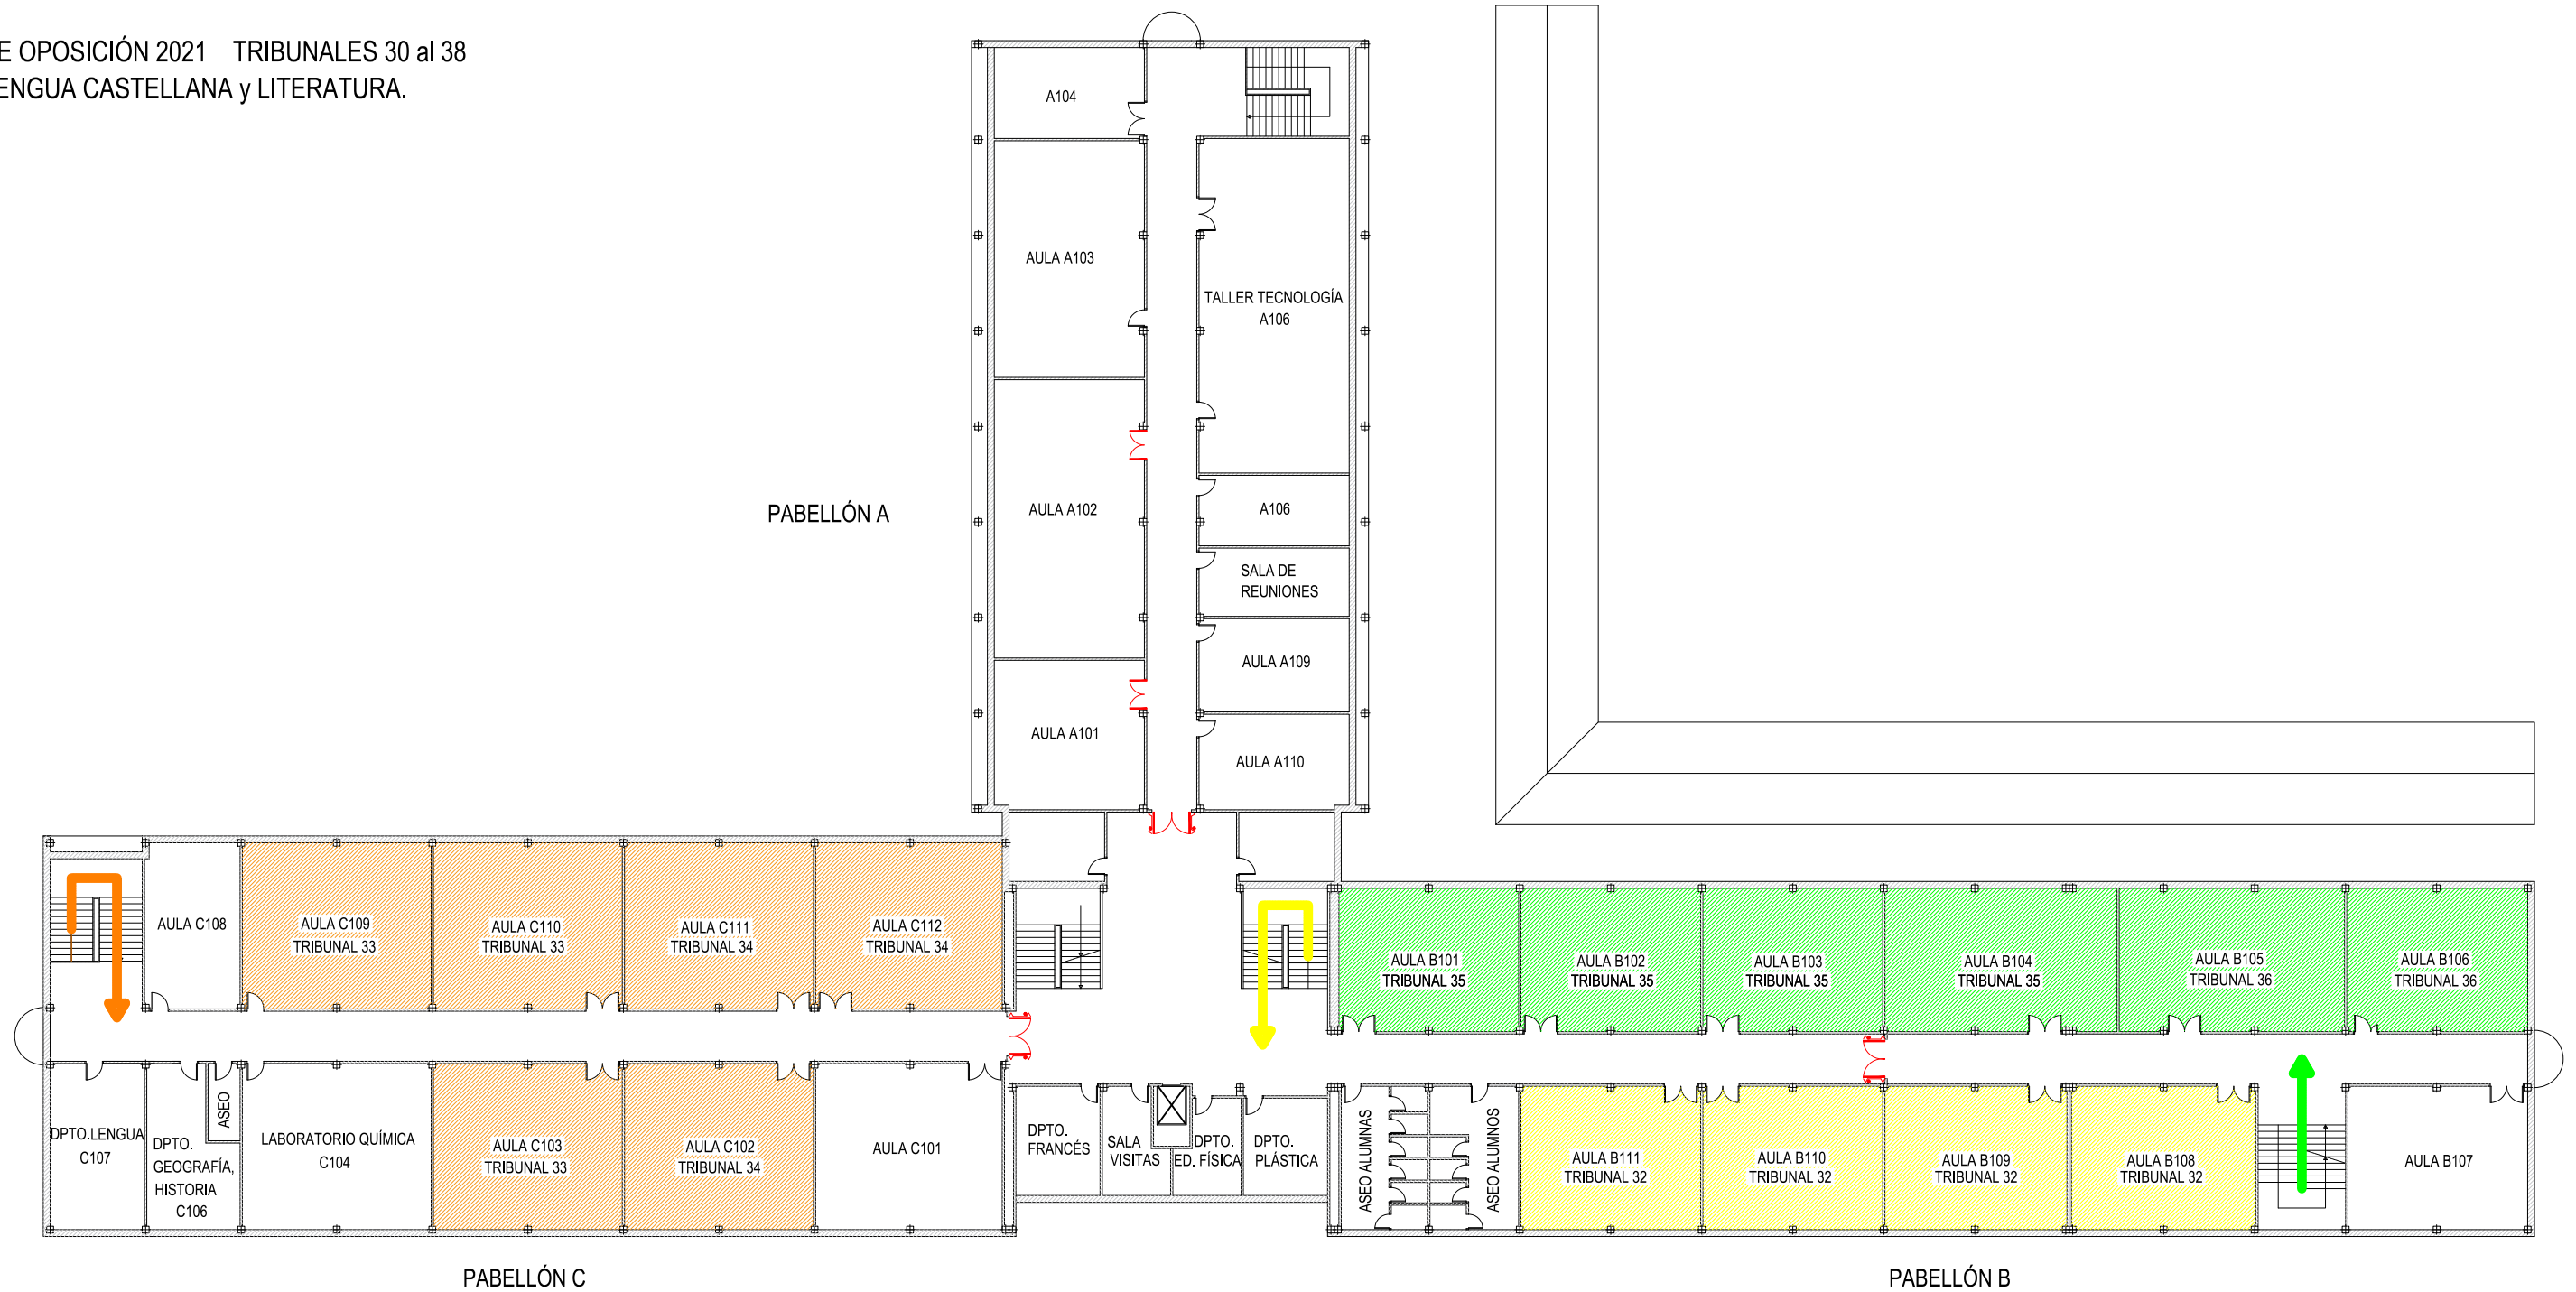 E OPOSICIÓN 2021 TRIBUNALES 30 al 38
ENGUA CASTELLANA y LITERATURA.
A104
AULA A103
TALLER TECNOLOGÍA
A106
PABELLÓN A
AULA A102
A106
SALA DE
REUNIONES
AULA A109
AULA A101
AULA A110
AULA C108
AULA C109
TRIBUNAL 33
AULA C110
TRIBUNAL 33
AULA C111
TRIBUNAL 34
AULA C112
TRIBUNAL 34
AULA B101
TRIBUNAL 35
AULA B102
TRIBUNAL 35
AULA B103
TRIBUNAL 35
AULA B104
TRIBUNAL 35
AULA B105
TRIBUNAL 36
AULA B106
TRIBUNAL 36
DPTO.LENGUA
C107
DPTO.
GEOGRAFÍA,
HISTORIA
C106
ASEO
LABORATORIO QUÍMICA
C104
AULA C103
TRIBUNAL 33
AULA C102
TRIBUNAL 34
AULA C101
DPTO.
FRANCÉS
SALA
VISITAS
DPTO.
ED. FÍSICA
DPTO.
PLÁSTICA
ASEO ALUMNAS
ASEO ALUMNOS
AULA B111
TRIBUNAL 32
AULA B110
TRIBUNAL 32
AULA B109
TRIBUNAL 32
AULA B108
TRIBUNAL 32
AULA B107
PABELLÓN C
PABELLÓN B